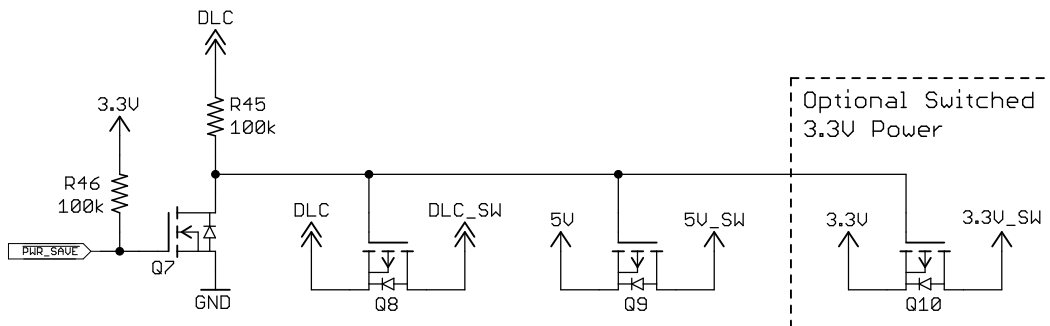 DLC
R45
100k
3.3V
R46
100k
PWR_SAVE
Q7
GND
DLC
DLC_SW
Q8
5V
5V_SW
Q9
Optional Switched
3.3V Power
3.3V
3.3V_SW
Q10